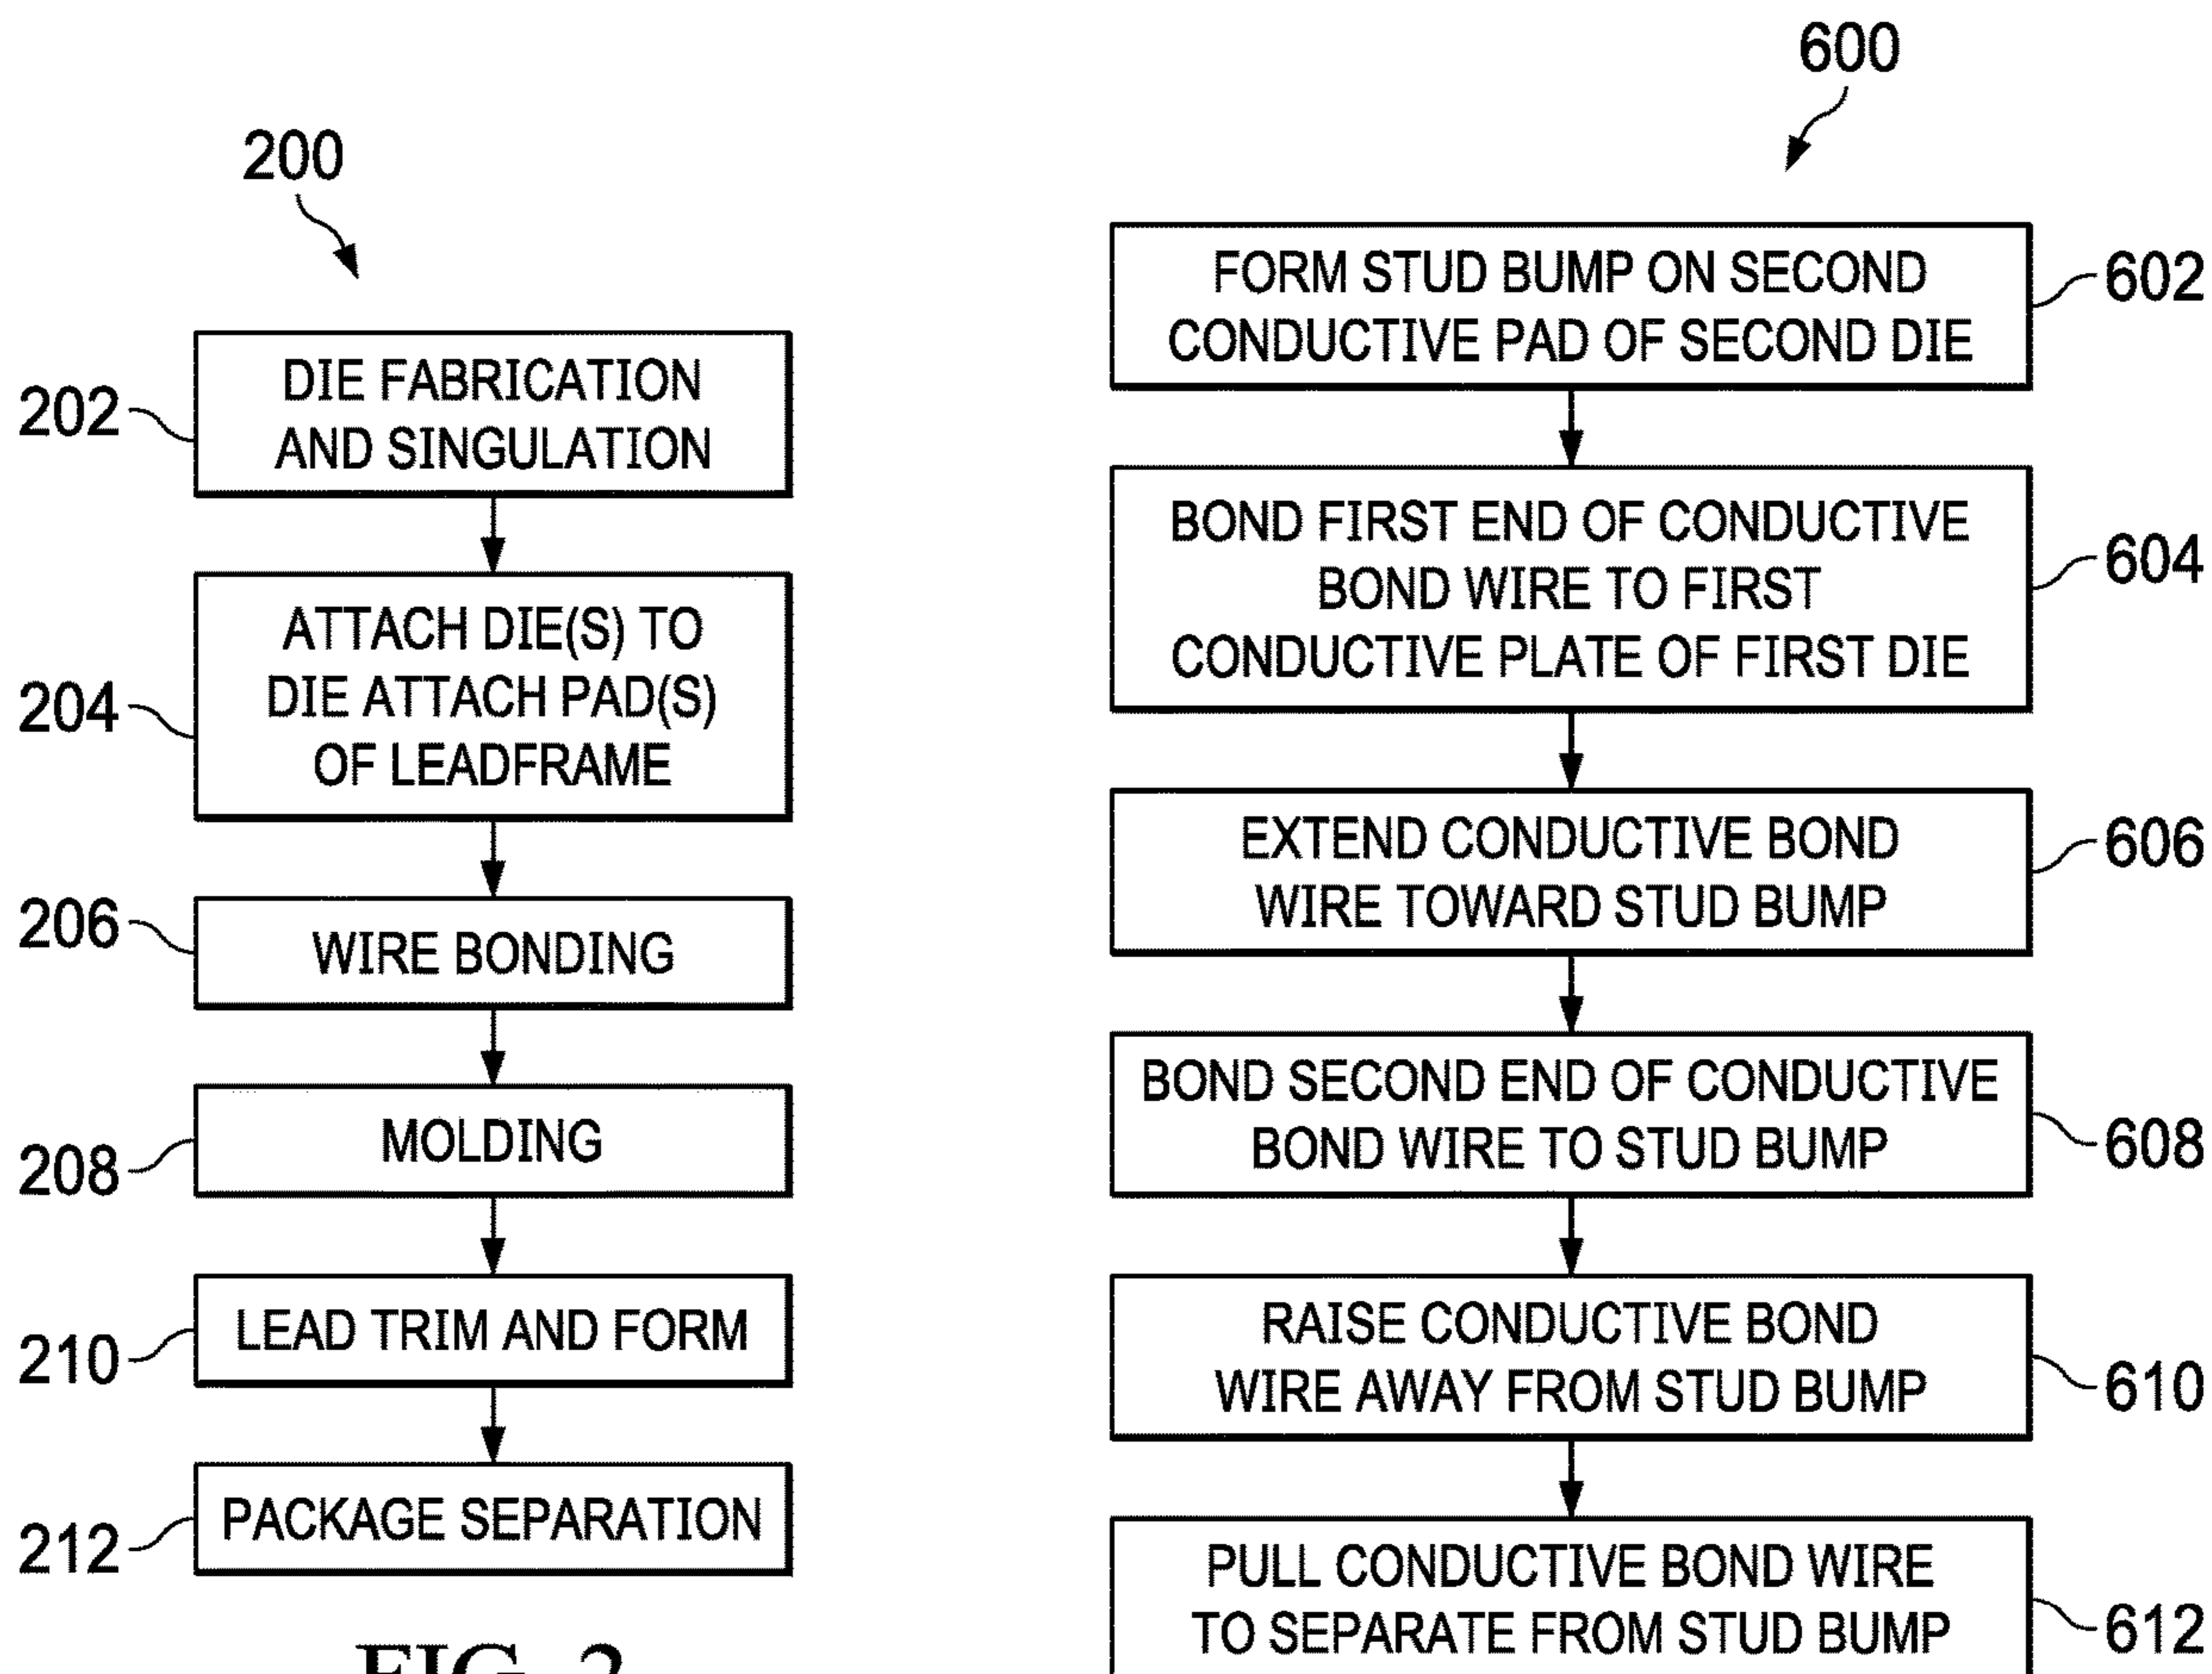 200
202
DIE FABRICATION
AND SINGULATION
204
ATTACH DIE(S) TO
DIE ATTACH PAD(S)
OF LEADFRAME
206
WIRE BONDING
208
MOLDING
210
LEAD TRIM AND FORM
212
PACKAGE SEPARATION
FIG. 2
600
FORM STUD BUMP ON SECOND
CONDUCTIVE PAD OF SECOND DIE
602
BOND FIRST END OF CONDUCTIVE
BOND WIRE TO FIRST
CONDUCTIVE PLATE OF FIRST DIE
604
EXTEND CONDUCTIVE BOND
WIRE TOWARD STUD BUMP
606
BOND SECOND END OF CONDUCTIVE
BOND WIRE TO STUD BUMP
608
RAISE CONDUCTIVE BOND
WIRE AWAY FROM STUD BUMP
610
PULL CONDUCTIVE BOND WIRE
TO SEPARATE FROM STUD BUMP
612